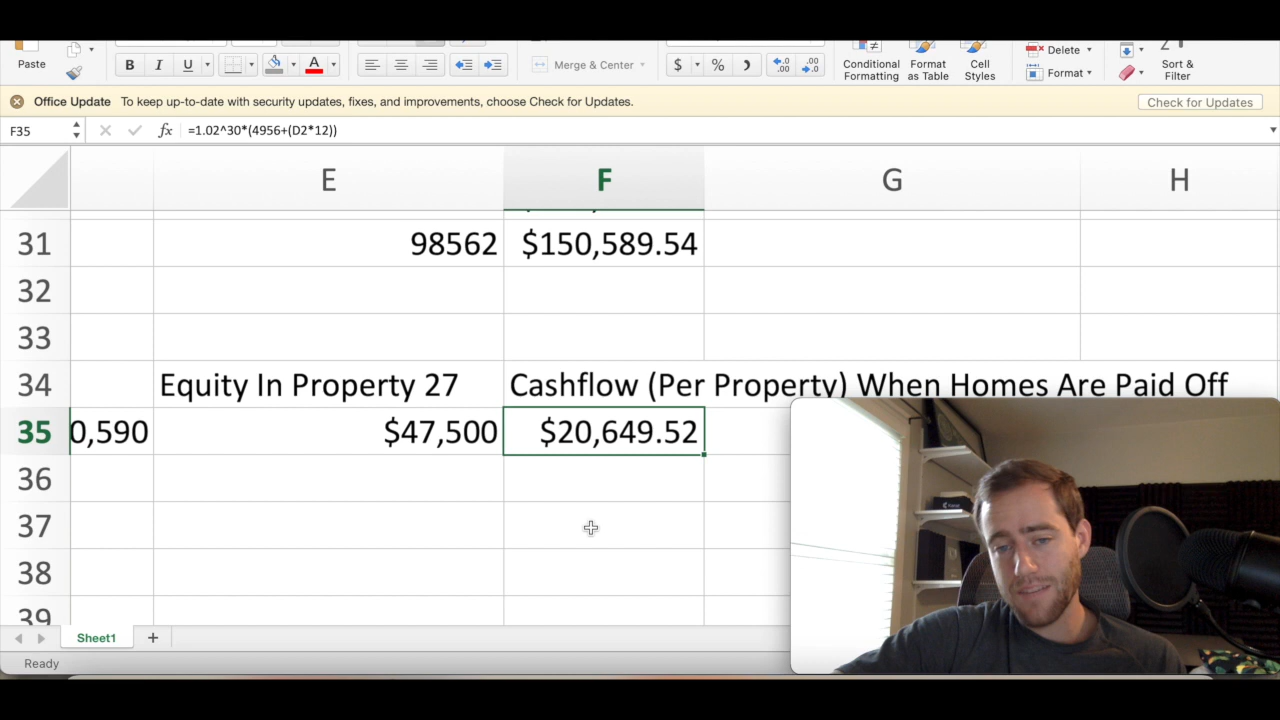 Paste B I U A Merge & Center $ % Conditional Formatting Format as Table Cell Styles Delete Format Sort & Filter
Office Update To keep up-to-date with security updates, fixes, and improvements, choose Check for Updates. Check for Updates
F35 fx =1.02^30*(4956+(D2*12))
E F G H
31 98562 $150,589.54
32
33
34 Equity In Property 27 Cashflow (Per Property) When Homes Are Paid Off
35 0,590 $47,500 $20,649.52
36
37
38
39
Sheet1
Ready